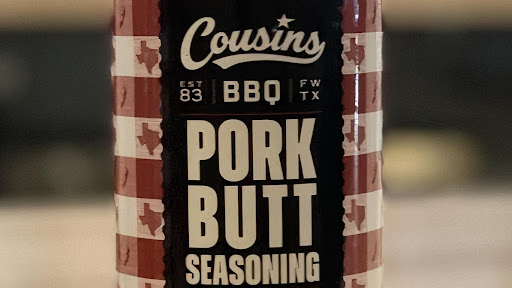 Cousins
EST 83 | BBQ | FW TX
PORK
BUTT
SEASONING